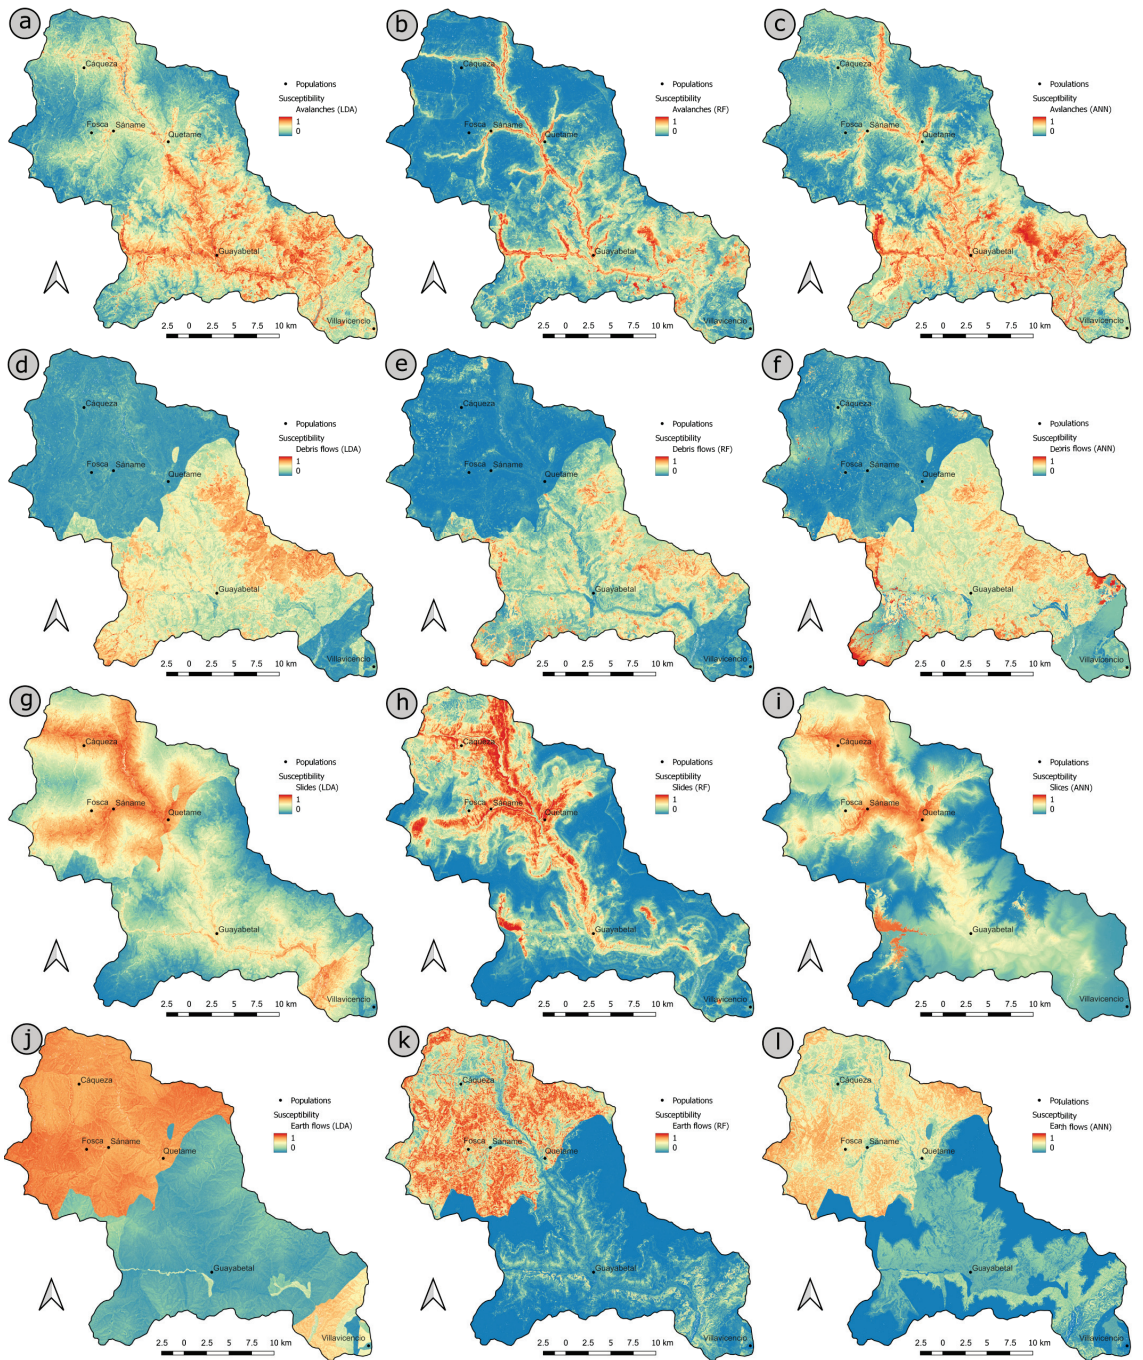 a
Cáqueza
Fosca
Sáname
Quetame
Guayabetal
Villavicencio
Populations
Susceptibility
Avalanches (LDA)
1
0
2.5 0 2.5 5 7.5 10 km
b
Cáqueza
Fosca
Sáname
Quetame
Guayabetal
Villavicencio
Populations
Susceptibility
Avalanches (RF)
1
0
2.5 0 2.5 5 7.5 10 km
c
Cáqueza
Fosca
Sáname
Quetame
Guayabetal
Villavicencio
Populations
Susceptibility
Avalanches (ANN)
1
0
2.5 0 2.5 5 7.5 10 km
d
Cáqueza
Fosca
Sáname
Quetame
Guayabetal
Villavicencio
Populations
Susceptibility
Debris flows (LDA)
1
0
2.5 0 2.5 5 7.5 10 km
e
Cáqueza
Fosca
Sáname
Quetame
Guayabetal
Villavicencio
Populations
Susceptibility
Debris flows (RF)
1
0
2.5 0 2.5 5 7.5 10 km
f
Cáqueza
Fosca
Sáname
Quetame
Guayabetal
Villavicencio
Populations
Susceptibility
Debris flows (ANN)
1
0
2.5 0 2.5 5 7.5 10 km
g
Cáqueza
Fosca
Sáname
Quetame
Guayabetal
Villavicencio
Populations
Susceptibility
Slides (LDA)
1
0
2.5 0 2.5 5 7.5 10 km
h
Cáqueza
Fosca
Sáname
Quetame
Guayabetal
Villavicencio
Populations
Susceptibility
Slides (RF)
1
0
2.5 0 2.5 5 7.5 10 km
i
Cáqueza
Fosca
Sáname
Quetame
Guayabetal
Villavicencio
Populations
Susceptibility
Slices (ANN)
1
0
2.5 0 2.5 5 7.5 10 km
j
Cáqueza
Fosca
Sáname
Quetame
Guayabetal
Villavicencio
Populations
Susceptibility
Earth flows (LDA)
1
0
2.5 0 2.5 5 7.5 10 km
k
Cáqueza
Fosca
Sáname
Quetame
Guayabetal
Villavicencio
Populations
Susceptibility
Earth flows (RF)
1
0
2.5 0 2.5 5 7.5 10 km
l
Cáqueza
Fosca
Sáname
Quetame
Guayabetal
Villavicencio
Populations
Susceptibility
Earth flows (ANN)
1
0
2.5 0 2.5 5 7.5 10 km